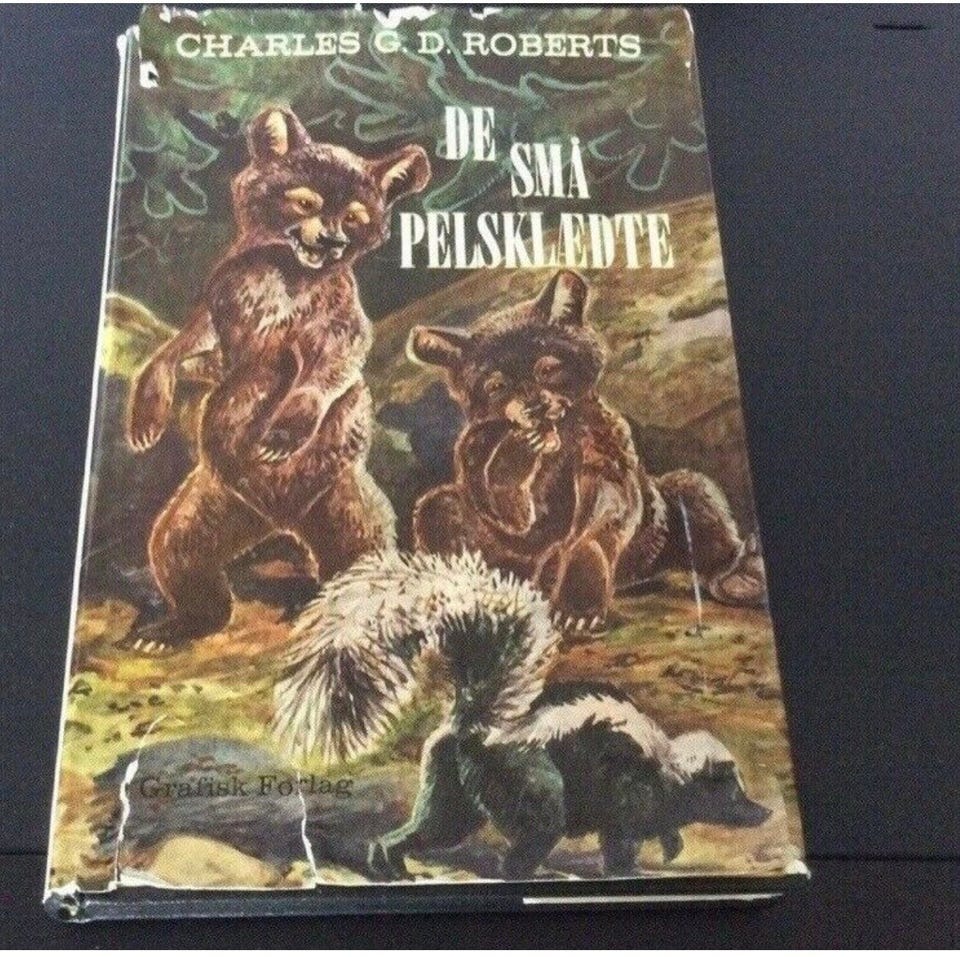 CHARLES G. D. ROBERTS
DE
SMÅ
PELSKLÆDTE
Grafisk Forlag